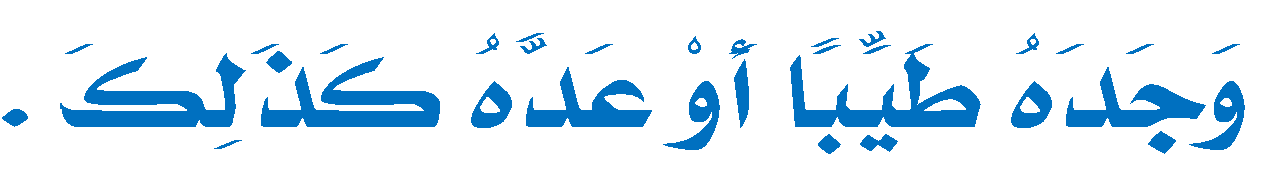 وَجَدَهُ طَيِّبًا أَوْ عَدَّهُ كَذَلِكَ .